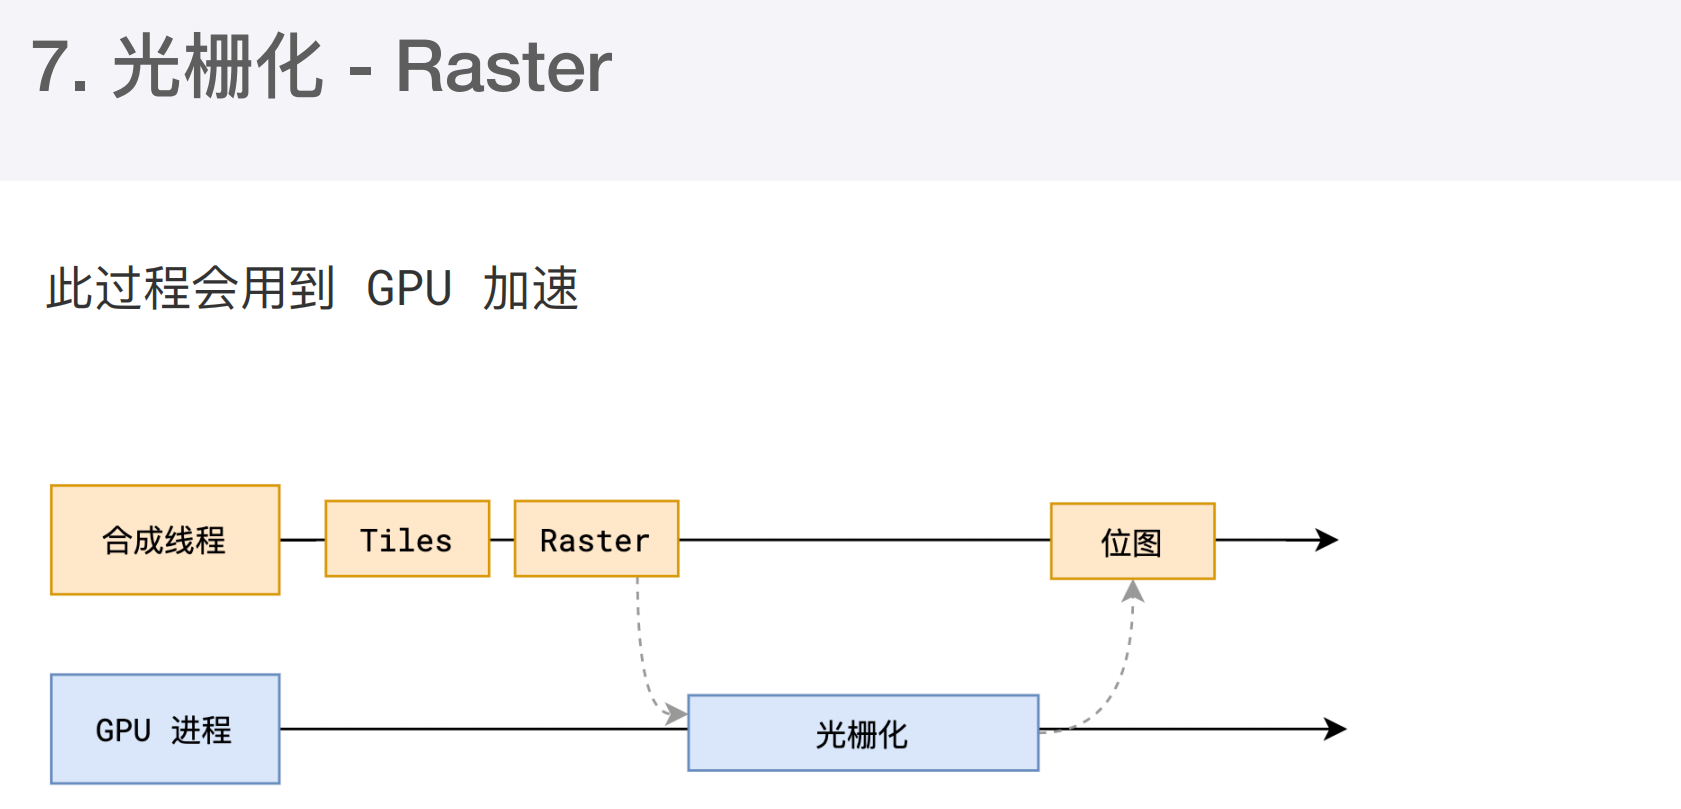 7. 光栅化 - Raster
此过程会用到 GPU 加速
合成线程
Tiles
Raster
位图
GPU 进程
光栅化